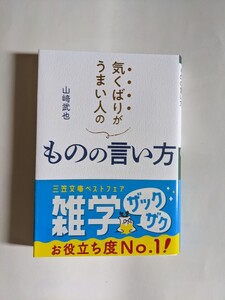 気くばりが
うまい人の
山﨑武也
ものの言い方
三笠文庫ベストフェア
雑学
ザックザク
お役立ち度No.1!